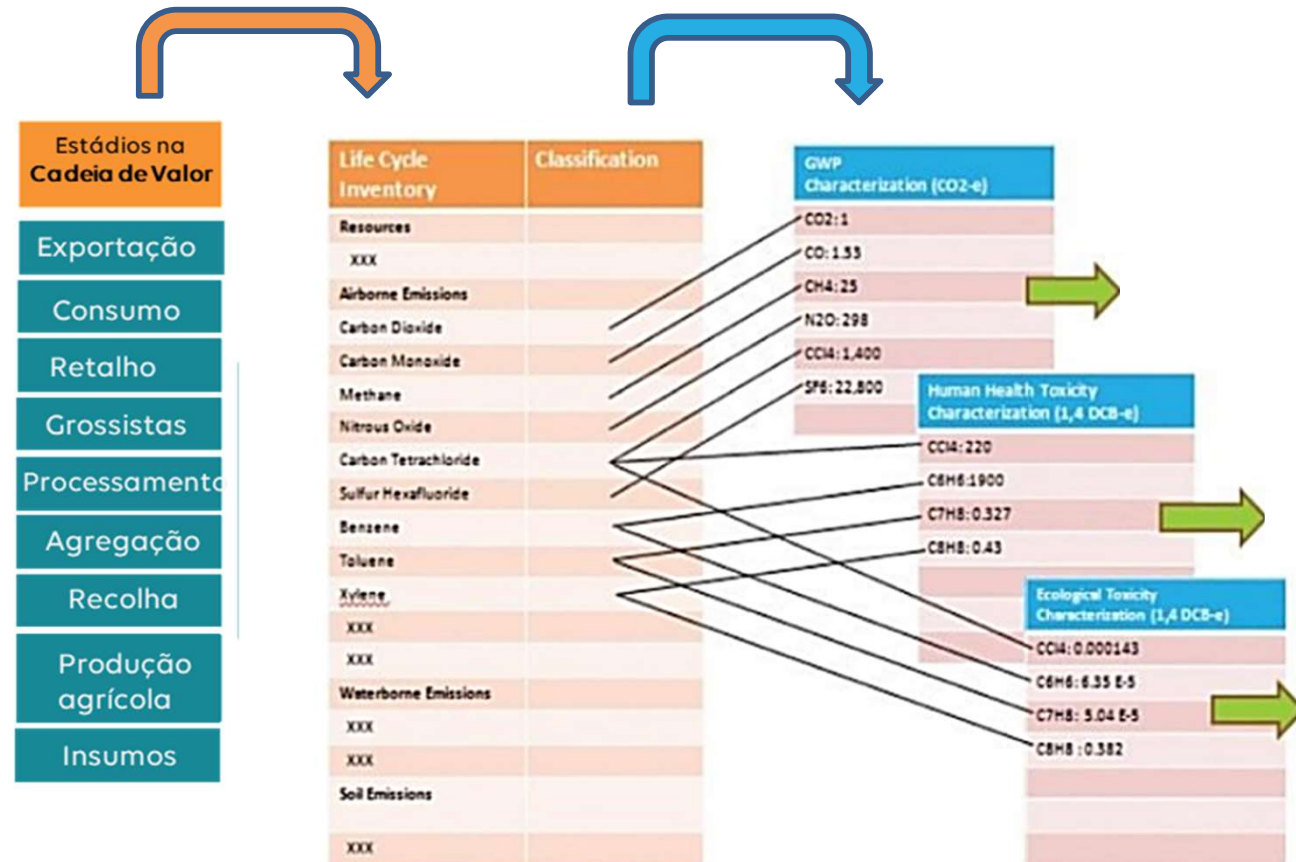 Estádios na
Cadeia de Valor
Exportação
Consumo
Retalho
Grossistas
Processamento
Agregação
Recolha
Produção
agrícola
Insumos
Life Cycle
Inventory
Classification
Resources
XXX
Airborne Emissions
Carbon Dioxide
Carbon Monoxide
Methane
Nitrous Oxide
Carbon Tetrachloride
Sulfur Hexafluoride
Benzene
Toluene
Xylene
XXX
XXX
Waterborne Emissions
XXX
XXX
Soil Emissions
XXX
GWP
Characterization (CO2-e)
CO2: 1
CO: 1.53
CH4: 25
N2O: 298
CCl4: 1,400
SF6: 22,800
Human Health Toxicity
Characterization (1,4 DCB-e)
CCl4: 220
C6H6:1900
C7H8: 0.327
C8H8: 0.43
Ecological Toxicity
Characterization (1,4 DCB-e)
CCl4: 0.000143
C6H6: 6.35 E-5
C7H8: 5.04 E-5
C8H8 : 0.382